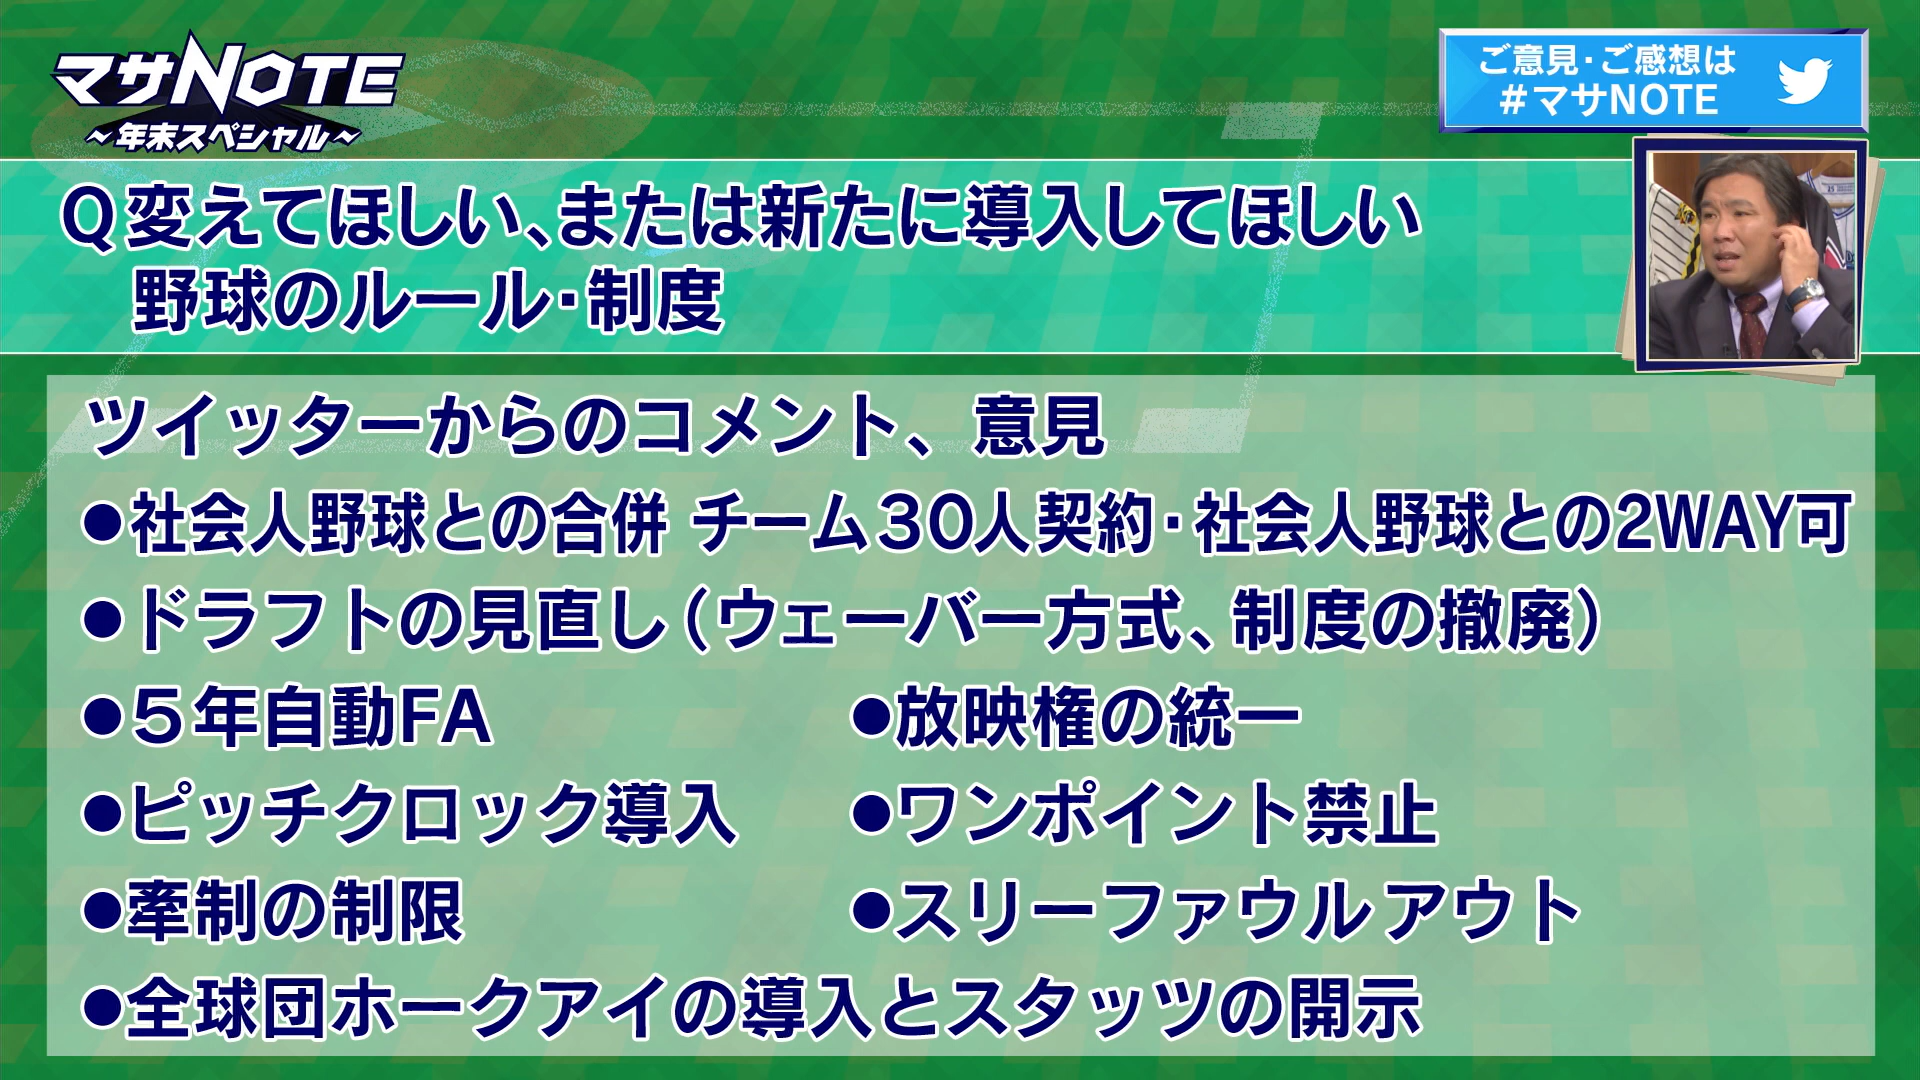 マサNOTE
～年末スペシャル～
ご意見・ご感想は
#マサNOTE
Q変えてほしい、または新たに導入してほしい
野球のルール・制度
ツイッターからのコメント、意見
●社会人野球との合併 チーム３０人契約・社会人野球との2WAY可
●ドラフトの見直し（ウェーバー方式、制度の撤廃）
●５年自動FA ●放映権の統一
●ピッチクロック導入 ●ワンポイント禁止
●牽制の制限 ●スリーファウルアウト
●全球団ホークアイの導入とスタッツの開示